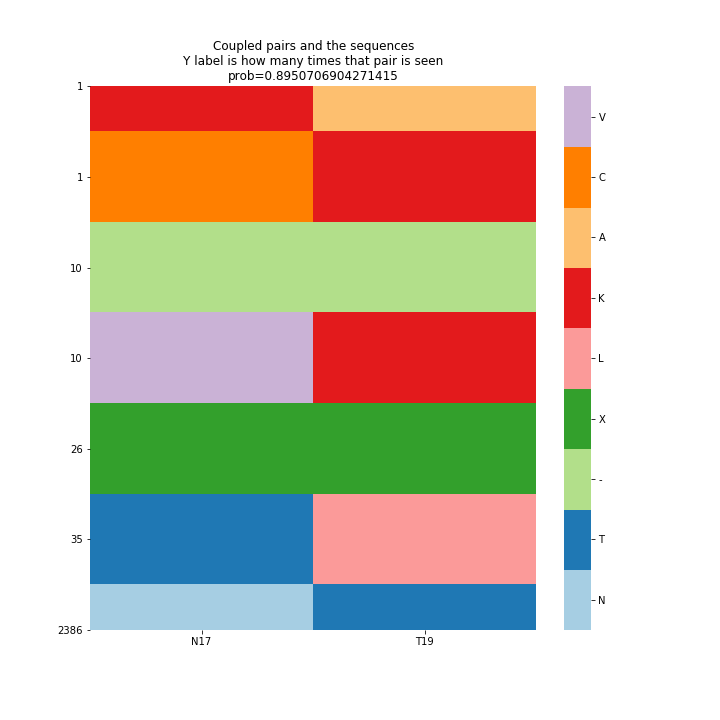 Coupled pairs and the sequences
Y label is how many times that pair is seen
prob=0.8950706904271415
1
1
10
10
26
35
2386
N17
T19
V
C
A
K
L
X
-
T
N